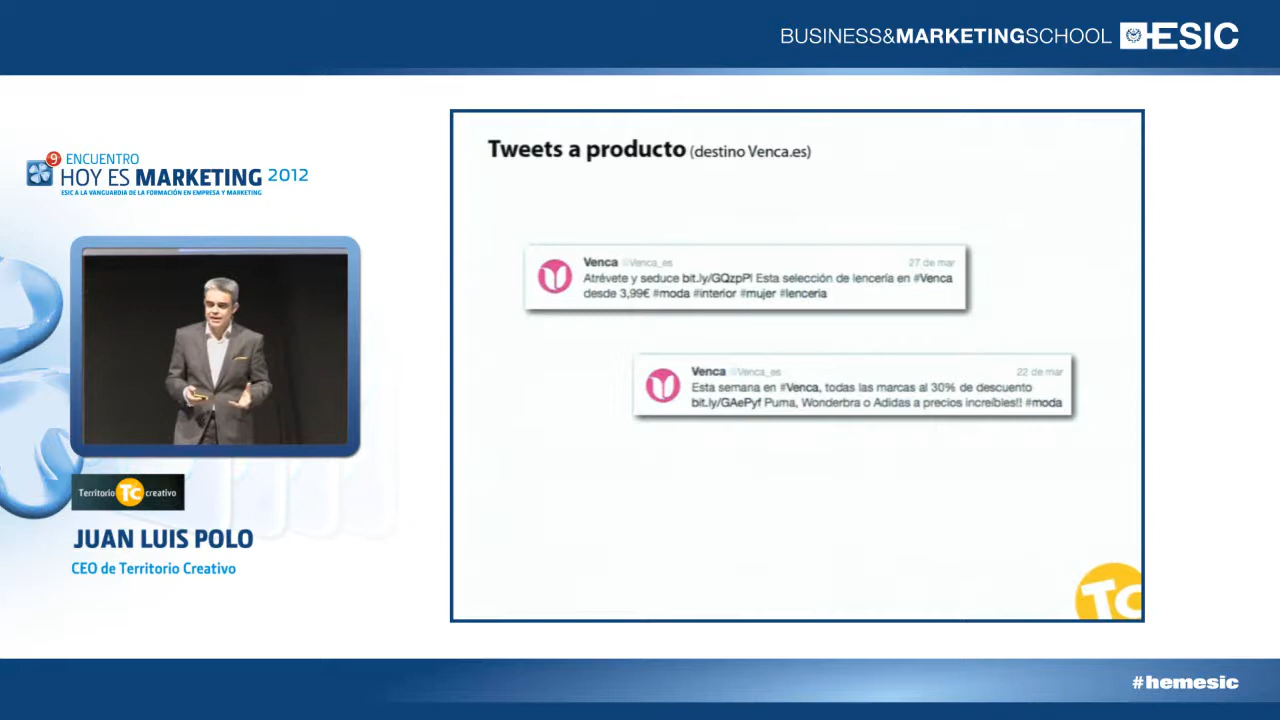 BUSINESS&MARKETINGSCHOOL ESIC
9 ENCUENTRO
HOY ES MARKETING 2012
ESIC A LA VANGUARDIA DE LA FORMACIÓN EN EMPRESA Y MARKETING
Territorio Tc creativo
JUAN LUIS POLO
CEO de Territorio Creativo
Tweets a producto (destino Venca.es)
Venca @Venca_es 27 de mar
Atrévete y seduce bit.ly/GQzpPl Esta selección de lencería en #Venca
desde 3,99€ #moda #interior #mujer #lenceria
Venca @Venca_es 22 de mar
Esta semana en #Venca, todas las marcas al 30% de descuento
bit.ly/GAePyf Puma, Wonderbra o Adidas a precios increíbles!! #moda
Tc
#hemesic